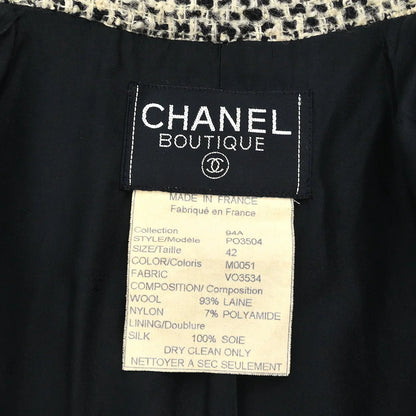 CHANEL
BOUTIQUE
MADE IN FRANCE
Fabriqué en France
Collection 94A
STYLE/Modèle PO3504
SIZE/Taille 42
COLOR/Coloris M0051
FABRIC VO3534
COMPOSITION/Composition
WOOL 93% LAINE
NYLON 7% POLYAMIDE
LINING/Doublure
SILK 100% SOIE
DRY CLEAN ONLY
NETTOYER A SEC SEULEMENT